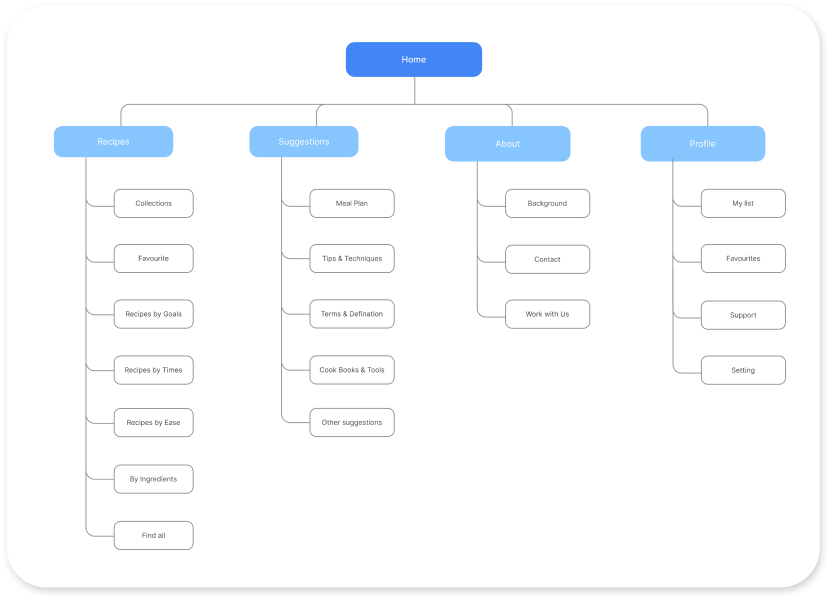 Home
Recipes
Suggestions
About
Profile
Collections
Favourite
Recipes by Goals
Recipes by Times
Recipes by Ease
By Ingredients
Find all
Meal Plan
Tips & Techniques
Terms & Defination
Cook Books & Tools
Other suggestions
Background
Contact
Work with Us
My list
Favourites
Support
Setting